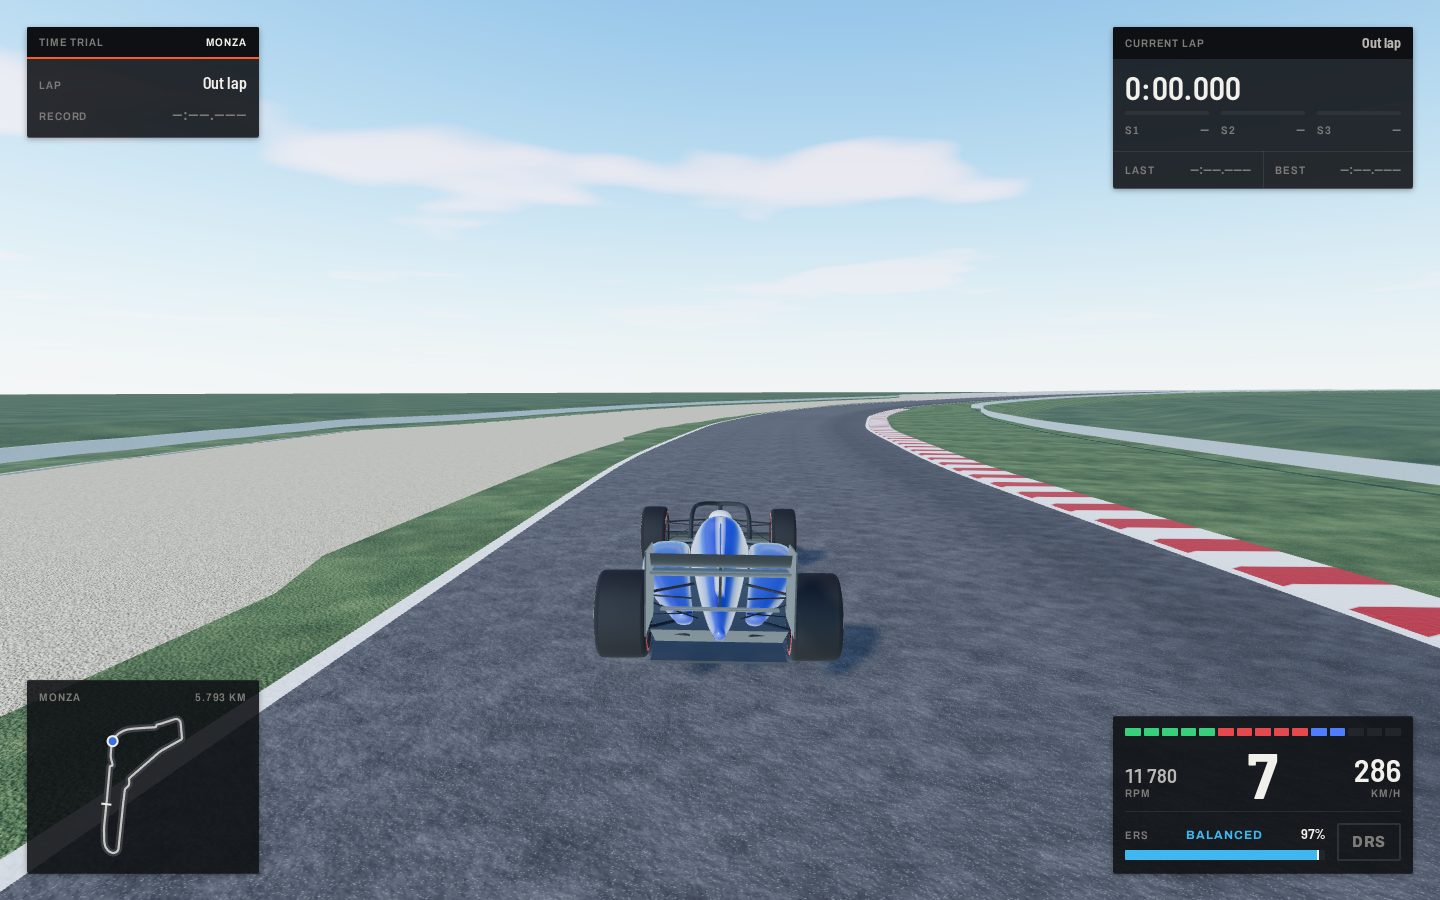 TIME TRIAL MONZA
LAP Out lap
RECORD –:––.–––
CURRENT LAP Out lap
0:00.000
S1 – S2 – S3 –
LAST –:––.––– BEST –:––.–––
MONZA 5.793 KM
11 780 RPM
7
286 KM/H
ERS BALANCED 97%
DRS